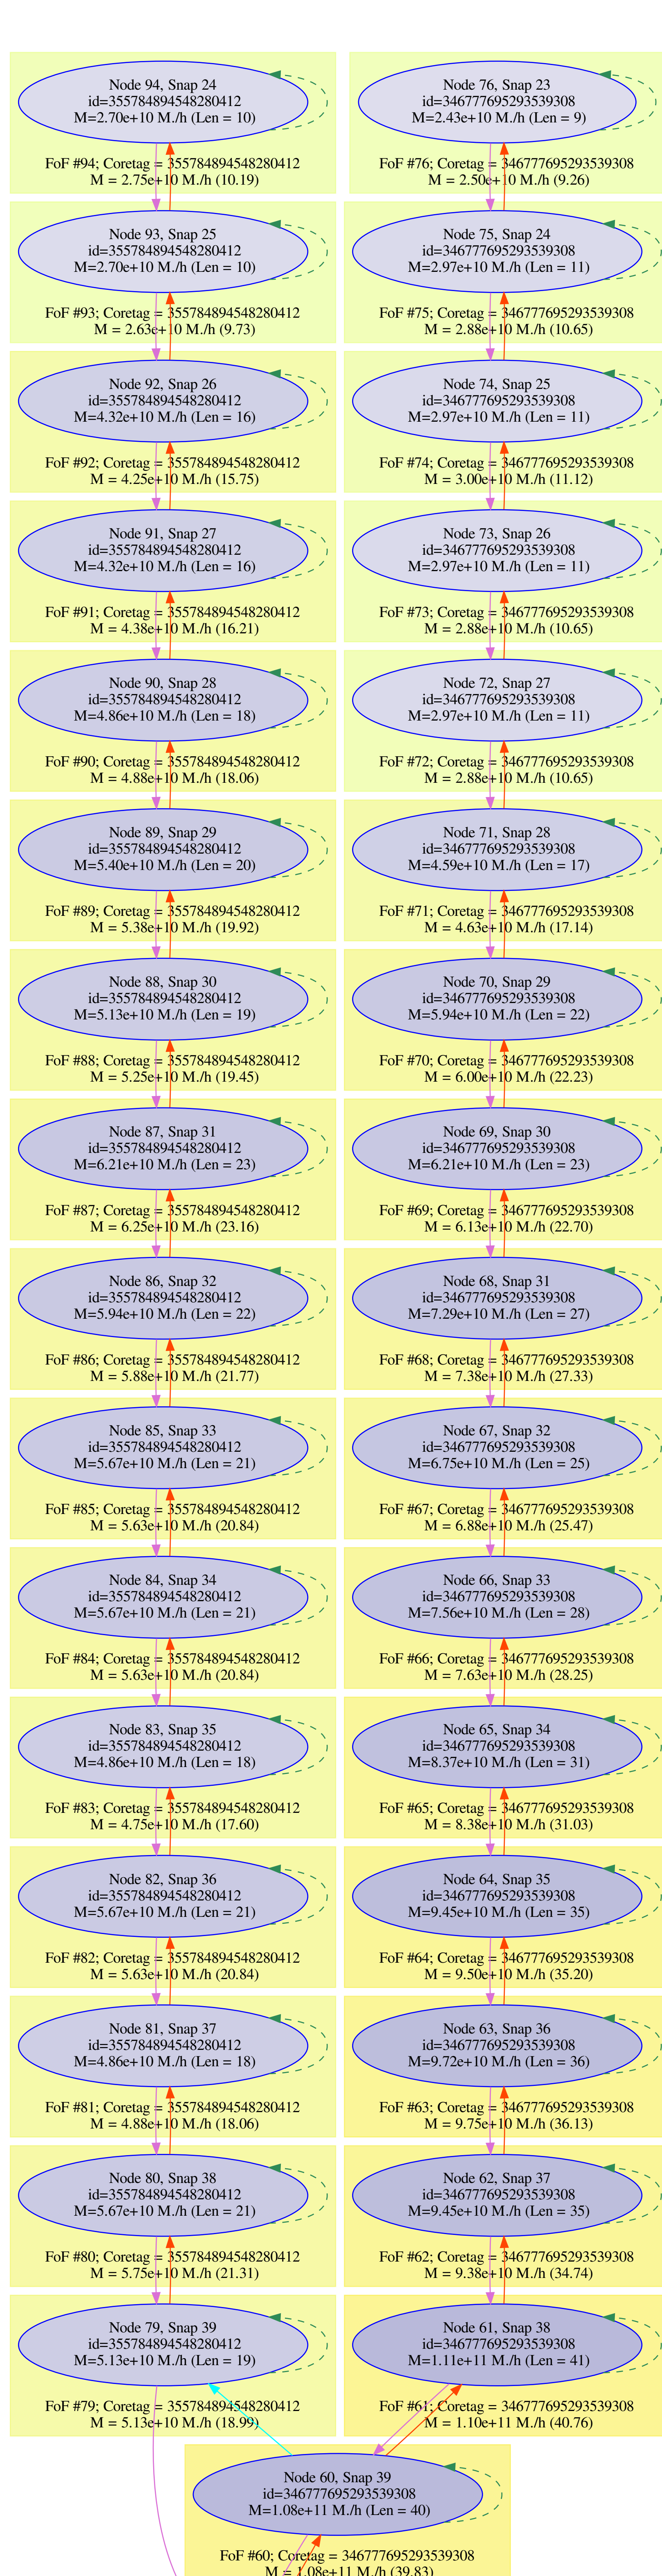 Node 94, Snap 24
id=355784894548280412
M=2.70e+10 M./h (Len = 10)
FoF #94; Coretag = 355784894548280412
M = 2.75e+10 M./h (10.19)
Node 76, Snap 23
id=346777695293539308
M=2.43e+10 M./h (Len = 9)
FoF #76; Coretag = 346777695293539308
M = 2.50e+10 M./h (9.26)
Node 93, Snap 25
id=355784894548280412
M=2.70e+10 M./h (Len = 10)
FoF #93; Coretag = 355784894548280412
M = 2.63e+10 M./h (9.73)
Node 75, Snap 24
id=346777695293539308
M=2.97e+10 M./h (Len = 11)
FoF #75; Coretag = 346777695293539308
M = 2.88e+10 M./h (10.65)
Node 92, Snap 26
id=355784894548280412
M=4.32e+10 M./h (Len = 16)
FoF #92; Coretag = 355784894548280412
M = 4.25e+10 M./h (15.75)
Node 74, Snap 25
id=346777695293539308
M=2.97e+10 M./h (Len = 11)
FoF #74; Coretag = 346777695293539308
M = 3.00e+10 M./h (11.12)
Node 91, Snap 27
id=355784894548280412
M=4.32e+10 M./h (Len = 16)
FoF #91; Coretag = 355784894548280412
M = 4.38e+10 M./h (16.21)
Node 73, Snap 26
id=346777695293539308
M=2.97e+10 M./h (Len = 11)
FoF #73; Coretag = 346777695293539308
M = 2.88e+10 M./h (10.65)
Node 90, Snap 28
id=355784894548280412
M=4.86e+10 M./h (Len = 18)
FoF #90; Coretag = 355784894548280412
M = 4.88e+10 M./h (18.06)
Node 72, Snap 27
id=346777695293539308
M=2.97e+10 M./h (Len = 11)
FoF #72; Coretag = 346777695293539308
M = 2.88e+10 M./h (10.65)
Node 89, Snap 29
id=355784894548280412
M=5.40e+10 M./h (Len = 20)
FoF #89; Coretag = 355784894548280412
M = 5.38e+10 M./h (19.92)
Node 71, Snap 28
id=346777695293539308
M=4.59e+10 M./h (Len = 17)
FoF #71; Coretag = 346777695293539308
M = 4.63e+10 M./h (17.14)
Node 88, Snap 30
id=355784894548280412
M=5.13e+10 M./h (Len = 19)
FoF #88; Coretag = 355784894548280412
M = 5.25e+10 M./h (19.45)
Node 70, Snap 29
id=346777695293539308
M=5.94e+10 M./h (Len = 22)
FoF #70; Coretag = 346777695293539308
M = 6.00e+10 M./h (22.23)
Node 87, Snap 31
id=355784894548280412
M=6.21e+10 M./h (Len = 23)
FoF #87; Coretag = 355784894548280412
M = 6.25e+10 M./h (23.16)
Node 69, Snap 30
id=346777695293539308
M=6.21e+10 M./h (Len = 23)
FoF #69; Coretag = 346777695293539308
M = 6.13e+10 M./h (22.70)
Node 86, Snap 32
id=355784894548280412
M=5.94e+10 M./h (Len = 22)
FoF #86; Coretag = 355784894548280412
M = 5.88e+10 M./h (21.77)
Node 68, Snap 31
id=346777695293539308
M=7.29e+10 M./h (Len = 27)
FoF #68; Coretag = 346777695293539308
M = 7.38e+10 M./h (27.33)
Node 85, Snap 33
id=355784894548280412
M=5.67e+10 M./h (Len = 21)
FoF #85; Coretag = 355784894548280412
M = 5.63e+10 M./h (20.84)
Node 67, Snap 32
id=346777695293539308
M=6.75e+10 M./h (Len = 25)
FoF #67; Coretag = 346777695293539308
M = 6.88e+10 M./h (25.47)
Node 84, Snap 34
id=355784894548280412
M=5.67e+10 M./h (Len = 21)
FoF #84; Coretag = 355784894548280412
M = 5.63e+10 M./h (20.84)
Node 66, Snap 33
id=346777695293539308
M=7.56e+10 M./h (Len = 28)
FoF #66; Coretag = 346777695293539308
M = 7.63e+10 M./h (28.25)
Node 83, Snap 35
id=355784894548280412
M=4.86e+10 M./h (Len = 18)
FoF #83; Coretag = 355784894548280412
M = 4.75e+10 M./h (17.60)
Node 65, Snap 34
id=346777695293539308
M=8.37e+10 M./h (Len = 31)
FoF #65; Coretag = 346777695293539308
M = 8.38e+10 M./h (31.03)
Node 82, Snap 36
id=355784894548280412
M=5.67e+10 M./h (Len = 21)
FoF #82; Coretag = 355784894548280412
M = 5.63e+10 M./h (20.84)
Node 64, Snap 35
id=346777695293539308
M=9.45e+10 M./h (Len = 35)
FoF #64; Coretag = 346777695293539308
M = 9.50e+10 M./h (35.20)
Node 81, Snap 37
id=355784894548280412
M=4.86e+10 M./h (Len = 18)
FoF #81; Coretag = 355784894548280412
M = 4.88e+10 M./h (18.06)
Node 63, Snap 36
id=346777695293539308
M=9.72e+10 M./h (Len = 36)
FoF #63; Coretag = 346777695293539308
M = 9.75e+10 M./h (36.13)
Node 80, Snap 38
id=355784894548280412
M=5.67e+10 M./h (Len = 21)
FoF #80; Coretag = 355784894548280412
M = 5.75e+10 M./h (21.31)
Node 62, Snap 37
id=346777695293539308
M=9.45e+10 M./h (Len = 35)
FoF #62; Coretag = 346777695293539308
M = 9.38e+10 M./h (34.74)
Node 79, Snap 39
id=355784894548280412
M=5.13e+10 M./h (Len = 19)
FoF #79; Coretag = 355784894548280412
M = 5.13e+10 M./h (18.99)
Node 61, Snap 38
id=346777695293539308
M=1.11e+11 M./h (Len = 41)
FoF #61; Coretag = 346777695293539308
M = 1.10e+11 M./h (40.76)
Node 60, Snap 39
id=346777695293539308
M=1.08e+11 M./h (Len = 40)
FoF #60; Coretag = 346777695293539308
M = 1.08e+11 M./h (39.83)